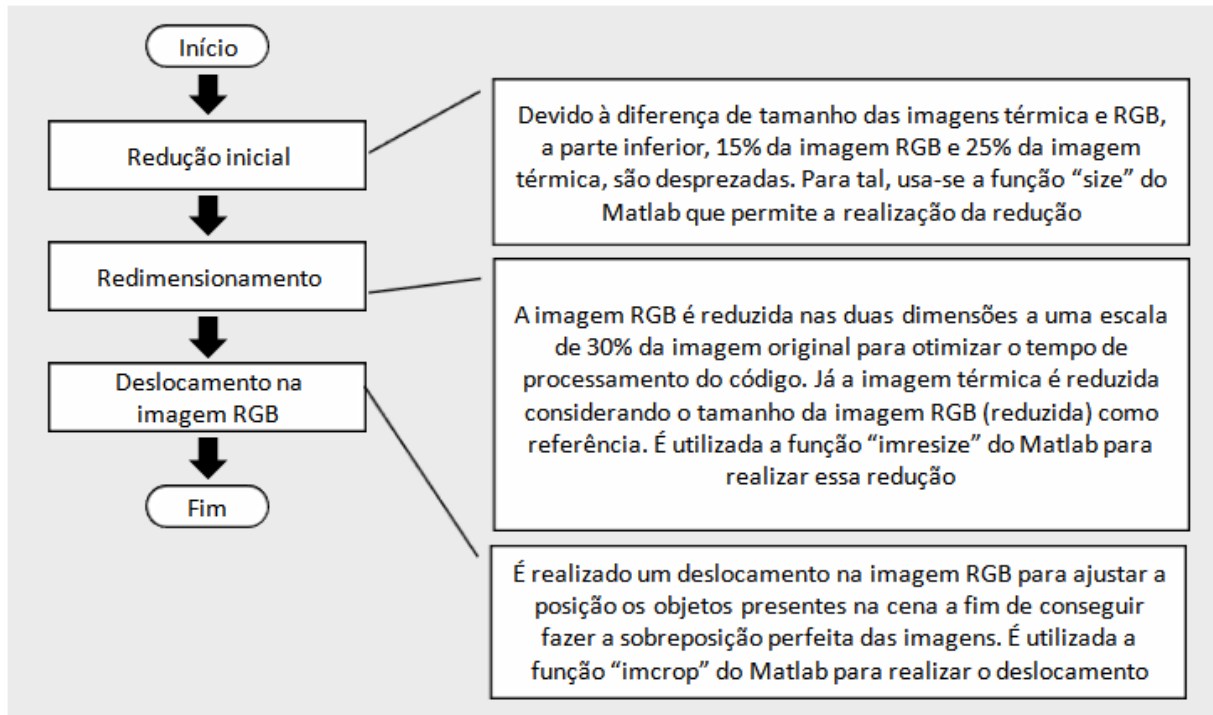 Início
Redução inicial
Devido à diferença de tamanho das imagens térmica e RGB,
a parte inferior, 15% da imagem RGB e 25% da imagem
térmica, são desprezadas. Para tal, usa-se a função “size” do
Matlab que permite a realização da redução
Redimensionamento
A imagem RGB é reduzida nas duas dimensões a uma escala
de 30% da imagem original para otimizar o tempo de
processamento do código. Já a imagem térmica é reduzida
considerando o tamanho da imagem RGB (reduzida) como
referência. É utilizada a função “imresize” do Matlab para
realizar essa redução
Deslocamento na
imagem RGB
É realizado um deslocamento na imagem RGB para ajustar a
posição os objetos presentes na cena a fim de conseguir
fazer a sobreposição perfeita das imagens. É utilizada a
função “imcrop” do Matlab para realizar o deslocamento
Fim